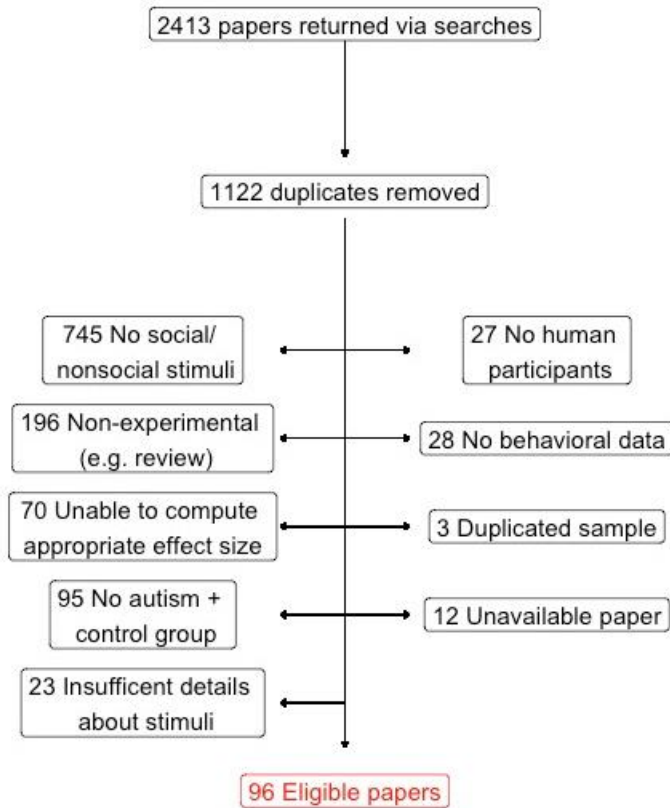 2413 papers returned via searches
1122 duplicates removed
745 No social/
nonsocial stimuli
27 No human
participants
196 Non-experimental
(e.g. review)
28 No behavioral data
70 Unable to compute
appropriate effect size
3 Duplicated sample
95 No autism +
control group
12 Unavailable paper
23 Insufficent details
about stimuli
96 Eligible papers